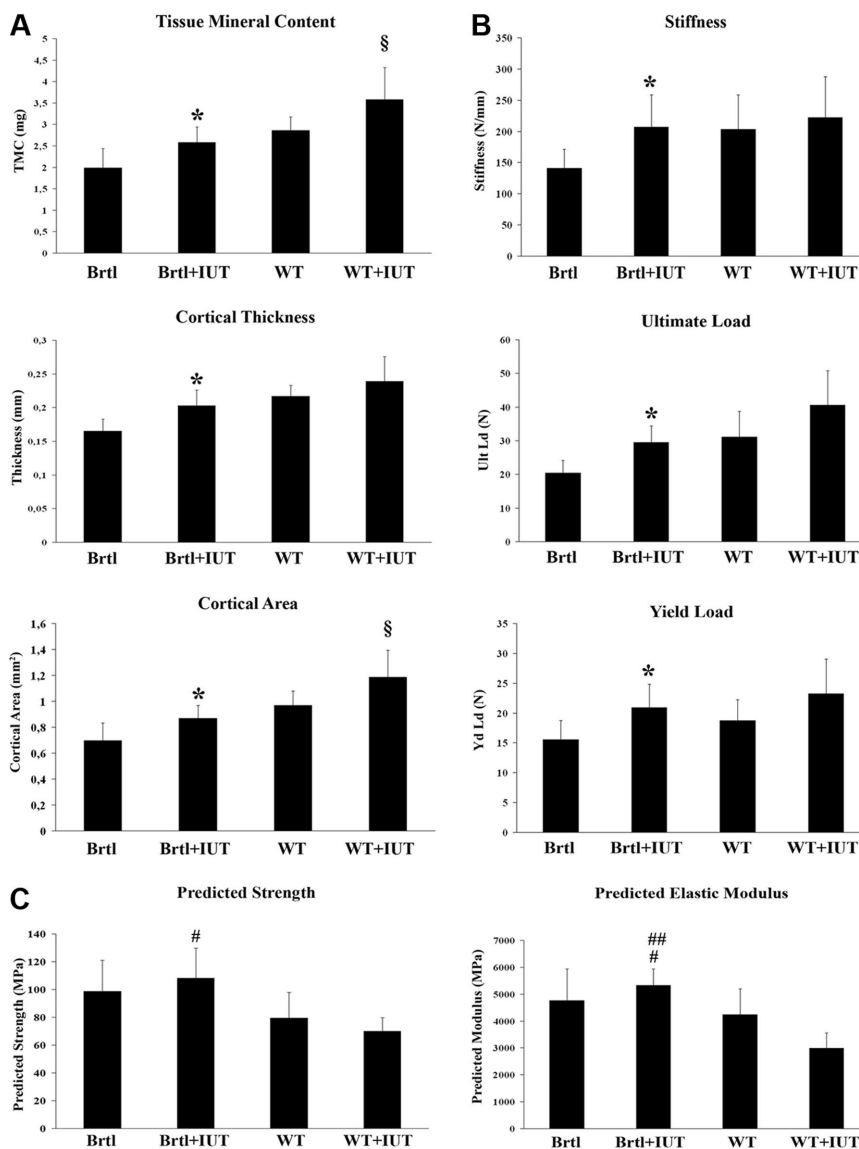 A
Tissue Mineral Content
§
*
TMC (mg)
5
4,5
4
3,5
3
2,5
2
1,5
1
0,5
0
Brtl Brtl+IUT WT WT+IUT
B
Stiffness
*
Stiffness (N/mm)
350
300
250
200
150
100
50
0
Brtl Brtl+IUT WT WT+IUT
Cortical Thickness
*
Thickness (mm)
0,3
0,25
0,2
0,15
0,1
0,05
0
Brtl Brtl+IUT WT WT+IUT
Ultimate Load
*
Ult Ld (N)
60
50
40
30
20
10
0
Brtl Brtl+IUT WT WT+IUT
Cortical Area
§
*
Cortical Area (mm²)
1,6
1,4
1,2
1
0,8
0,6
0,4
0,2
0
Brtl Brtl+IUT WT WT+IUT
Yield Load
*
Yd Ld (N)
35
30
25
20
15
10
5
0
Brtl Brtl+IUT WT WT+IUT
C
Predicted Strength
#
Predicted Strength (MPa)
140
120
100
80
60
40
20
0
Brtl Brtl+IUT WT WT+IUT
Predicted Elastic Modulus
##
#
Predicted Modulus (MPa)
7000
6000
5000
4000
3000
2000
1000
0
Brtl Brtl+IUT WT WT+IUT